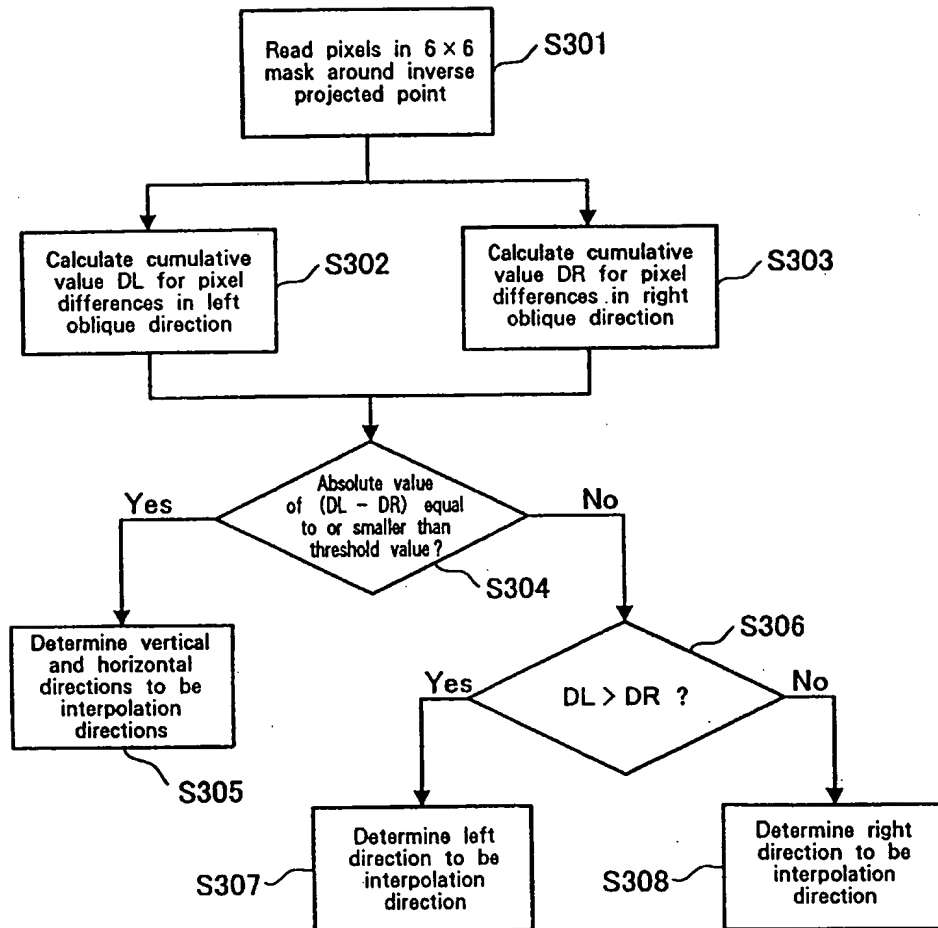 Read pixels in 6 × 6
mask around inverse
projected point
S301
Calculate cumulative
value DL for pixel
differences in left
oblique direction
S302
Calculate cumulative
value DR for pixel
differences in right
oblique direction
S303
Absolute value
of (DL - DR) equal
to or smaller than
threshold value?
Yes
No
S304
Determine vertical
and horizontal
directions to be
interpolation
directions
S305
S306
DL > DR ?
Yes
No
Determine left
direction to be
interpolation
direction
S307
Determine right
direction to be
interpolation
direction
S308